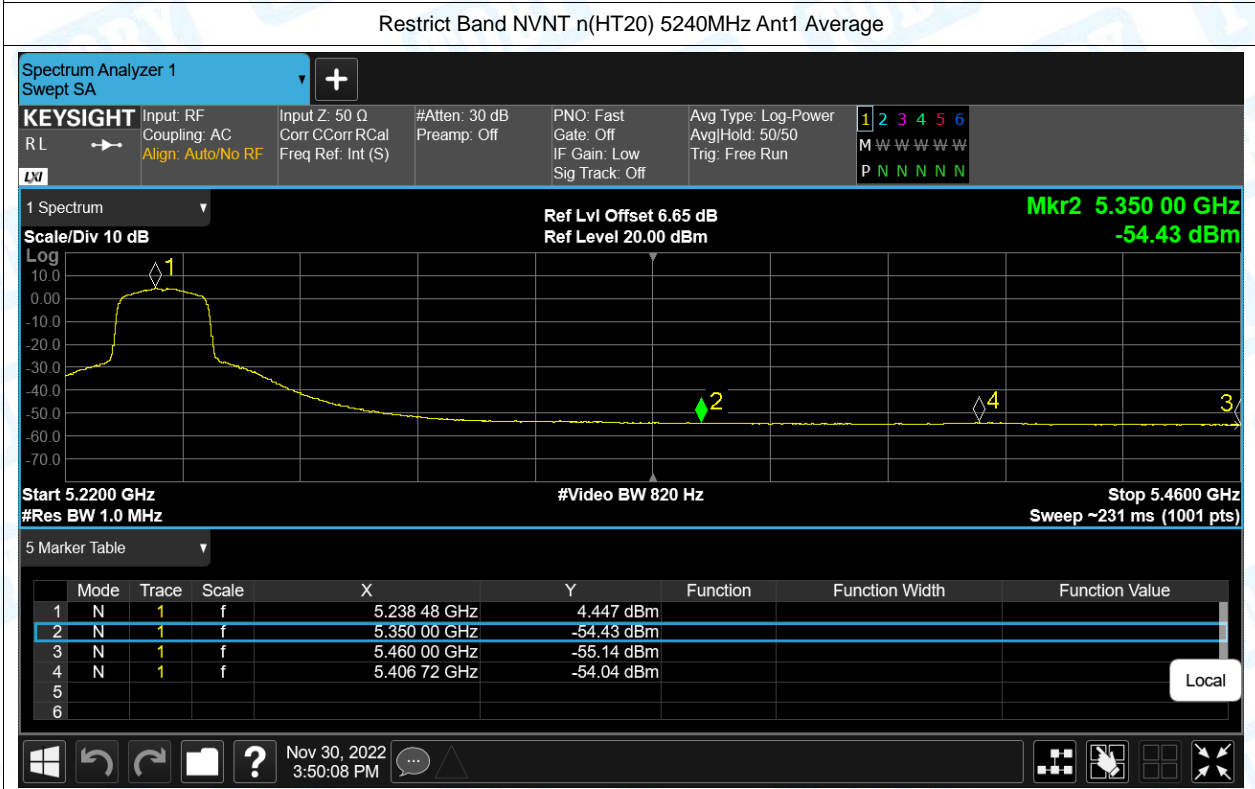 Restrict Band NVNT n(HT20) 5240MHz Ant1 Average
Spectrum Analyzer 1
Swept SA
KEYSIGHT
R L
LXI
Input: RF
Coupling: AC
Align: Auto/No RF
Input Z: 50 Ω
Corr CCorr RCal
Freq Ref: Int (S)
#Atten: 30 dB
Preamp: Off
PNO: Fast
Gate: Off
IF Gain: Low
Sig Track: Off
Avg Type: Log-Power
Avg|Hold: 50/50
Trig: Free Run
1 2 3 4 5 6
M W W W W W
P N N N N N
1 Spectrum
Scale/Div 10 dB
Ref Lvl Offset 6.65 dB
Ref Level 20.00 dBm
Mkr2 5.350 00 GHz
-54.43 dBm
Log
10.0
0.00
-10.0
-20.0
-30.0
-40.0
-50.0
-60.0
-70.0
1
2
4
3
Start 5.2200 GHz
#Video BW 820 Hz
Stop 5.4600 GHz
#Res BW 1.0 MHz
Sweep ~231 ms (1001 pts)
5 Marker Table
Mode Trace Scale X Y Function Function Width Function Value
1 N 1 f 5.238 48 GHz 4.447 dBm
2 N 1 f 5.350 00 GHz -54.43 dBm
3 N 1 f 5.460 00 GHz -55.14 dBm
4 N 1 f 5.406 72 GHz -54.04 dBm
5
6
Local
?
Nov 30, 2022
3:50:08 PM